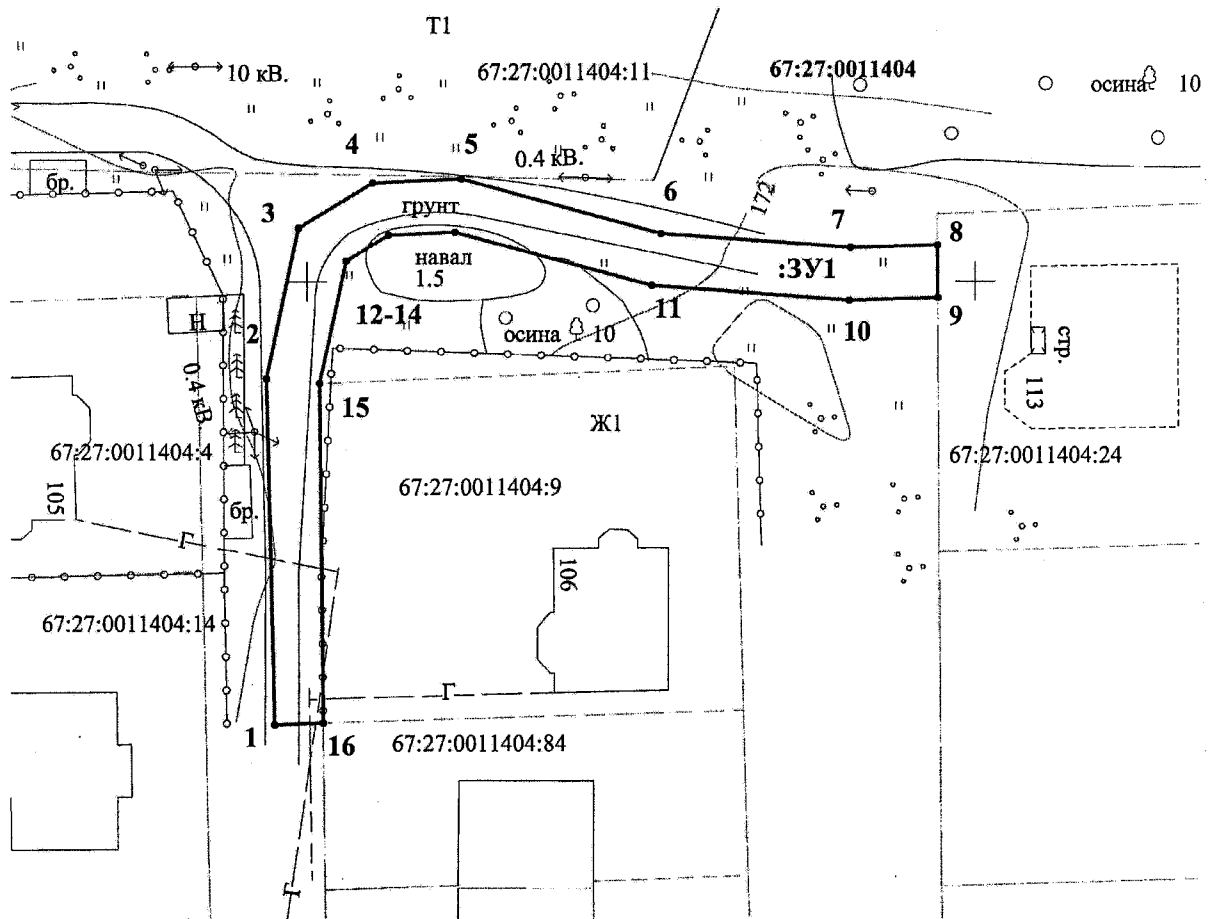 Т1
10 кВ.
67:27:0011404:11
67:27:0011404
осина 10
4
5
0.4 кВ.
бр.
6
172
3
грунт
7
8
навал
1.5
:ЗУ1
Н
2
12-14
11
10
9
осина 10
стр.
113
0.4 кВ.
15
Ж1
67:27:0011404:4
67:27:0011404:24
67:27:0011404:9
105
бр.
Г
106
67:27:0011404:14
Г
1
16
67:27:0011404:84
Г